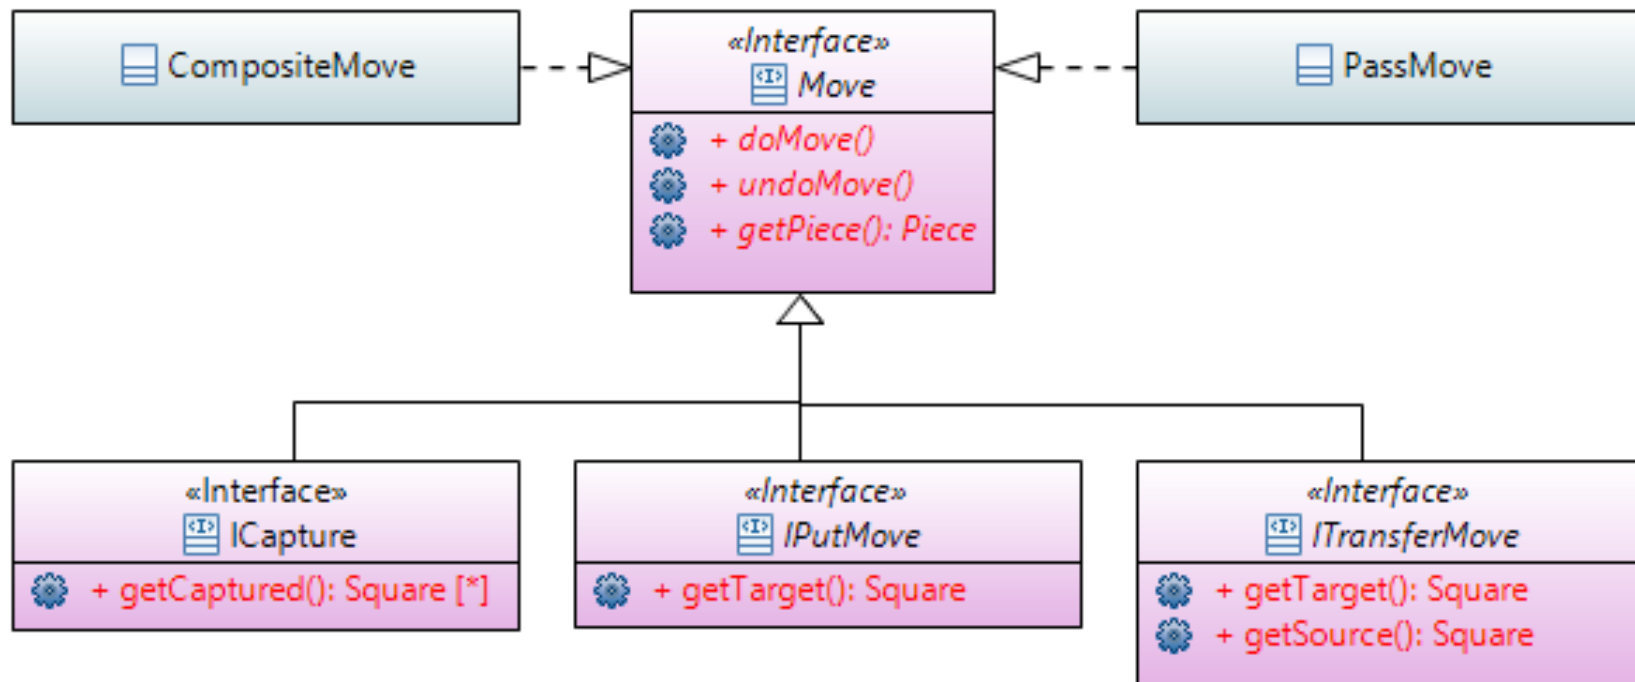 CompositeMove
«Interface»
Move
+ doMove()
+ undoMove()
+ getPiece(): Piece
PassMove
«Interface»
ICapture
+ getCaptured(): Square [*]
«Interface»
IPutMove
+ getTarget(): Square
«Interface»
ITransferMove
+ getTarget(): Square
+ getSource(): Square